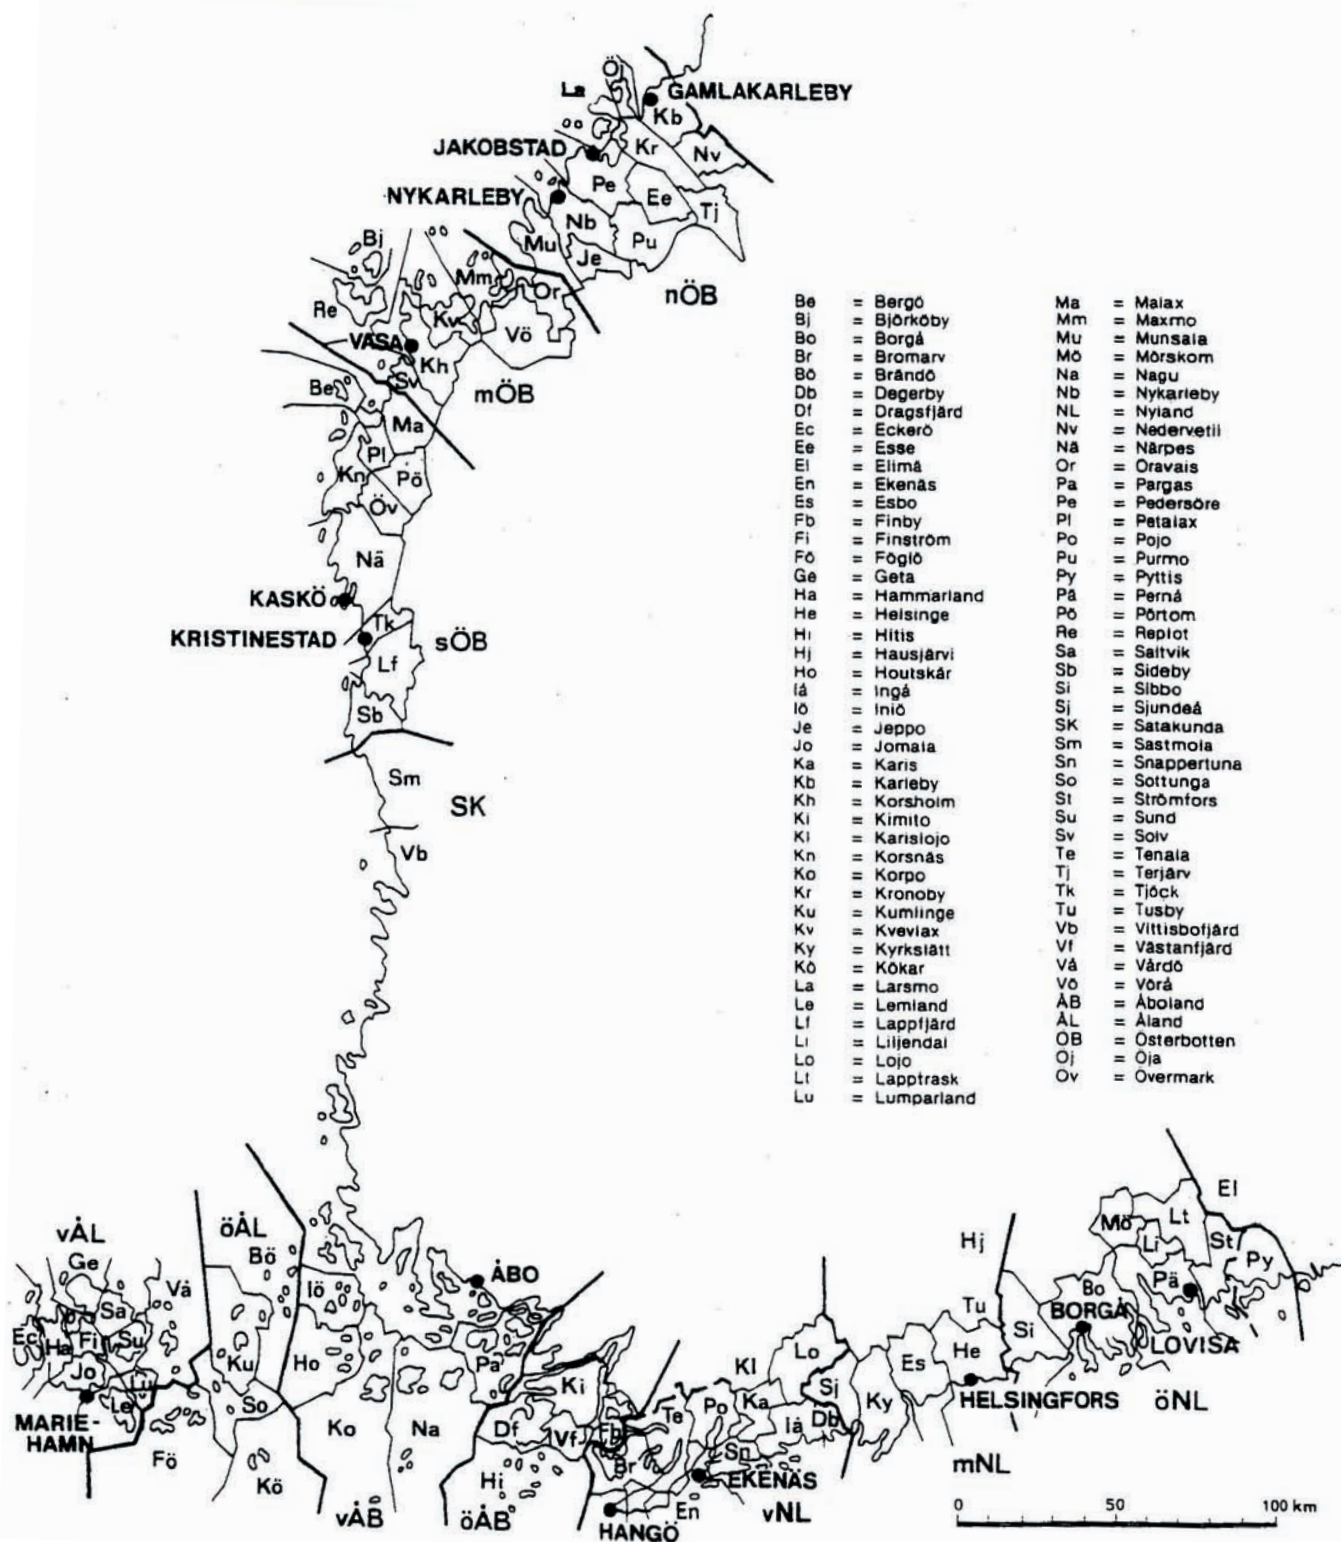 Öj
La
GAMLAKARLEBY
Kb
JAKOBSTAD
Kr
Nv
Pe
NYKARLEBY
Ee
Tj
Nb
Pu
Mu
Je
Bj
Mm
Or
nÖB
Re
Kv
Vö
VASA
Kh
Sv
mÖB
Be
Ma
Pl
Kn
Pö
Öv
Nä
KASKÖ
Tk
KRISTINESTAD
sÖB
Lf
Sb
Sm
SK
Vb
Be = Bergö
Bj = Björköby
Bo = Borgå
Br = Bromarv
Bö = Brändö
Db = Degerby
Df = Dragsfjärd
Ec = Eckerö
Ee = Esse
El = Elimä
En = Ekenäs
Es = Esbo
Fb = Finby
Fi = Finström
Fö = Föglö
Ge = Geta
Ha = Hammarland
He = Helsinge
Hi = Hitis
Hj = Hausjärvi
Ho = Houtskär
Iå = Ingå
Iö = Iniö
Je = Jeppo
Jo = Jomala
Ka = Karis
Kb = Karleby
Kh = Korsholm
Ki = Kimito
Kl = Karislojo
Kn = Korsnäs
Ko = Korpo
Kr = Kronoby
Ku = Kumlinge
Kv = Kvevlax
Ky = Kyrkslätt
Kö = Kökar
La = Larsmo
Le = Lemland
Lf = Lappfjärd
Li = Liljendal
Lo = Lojo
Lt = Lapptrask
Lu = Lumparland
Ma = Malax
Mm = Maxmo
Mu = Munsala
Mö = Mörskom
Na = Nagu
Nb = Nykarleby
NL = Nyland
Nv = Nedervetil
Nä = Närpes
Or = Oravais
Pa = Pargas
Pe = Pedersöre
Pl = Petalax
Po = Pojo
Pu = Purmo
Py = Pyttis
Pä = Pernå
Pö = Pörtom
Re = Replot
Sa = Saltvik
Sb = Sideby
Si = Sibbo
Sj = Sjundeå
SK = Satakunda
Sm = Sastmola
Sn = Snappertuna
So = Sottunga
St = Strömfors
Su = Sund
Sv = Solv
Te = Tenala
Tj = Terjärv
Tk = Tjöck
Tu = Tusby
Vb = Vittisbofjärd
Vf = Västanfjärd
Vå = Vårdö
Vö = Vörå
ÅB = Åboland
ÅL = Åland
ÖB = Österbotten
Öj = Öja
Öv = Övermark
vÅL
Ge
Vå
Sa
Ec
Ha
Fi
Su
Jo
Lu
Le
MARIE-
HAMN
Fö
öÅL
Bö
Ku
So
Kö
Iö
Ho
Ko
vÅB
Na
ÅBO
Pa
Ki
Df
Vf
Hi
öÅB
Fb
Br
HANGÖ
Te
Po
Kl
Ka
Sn
EKENÄS
En
vNL
Lo
Sj
Iå
Db
Ky
Es
Hj
Tu
He
HELSINGFORS
mNL
Si
Bo
BORGÅ
Mö
Lt
Li
Pä
LOVISA
öNL
El
St
Py
0 50 100 km